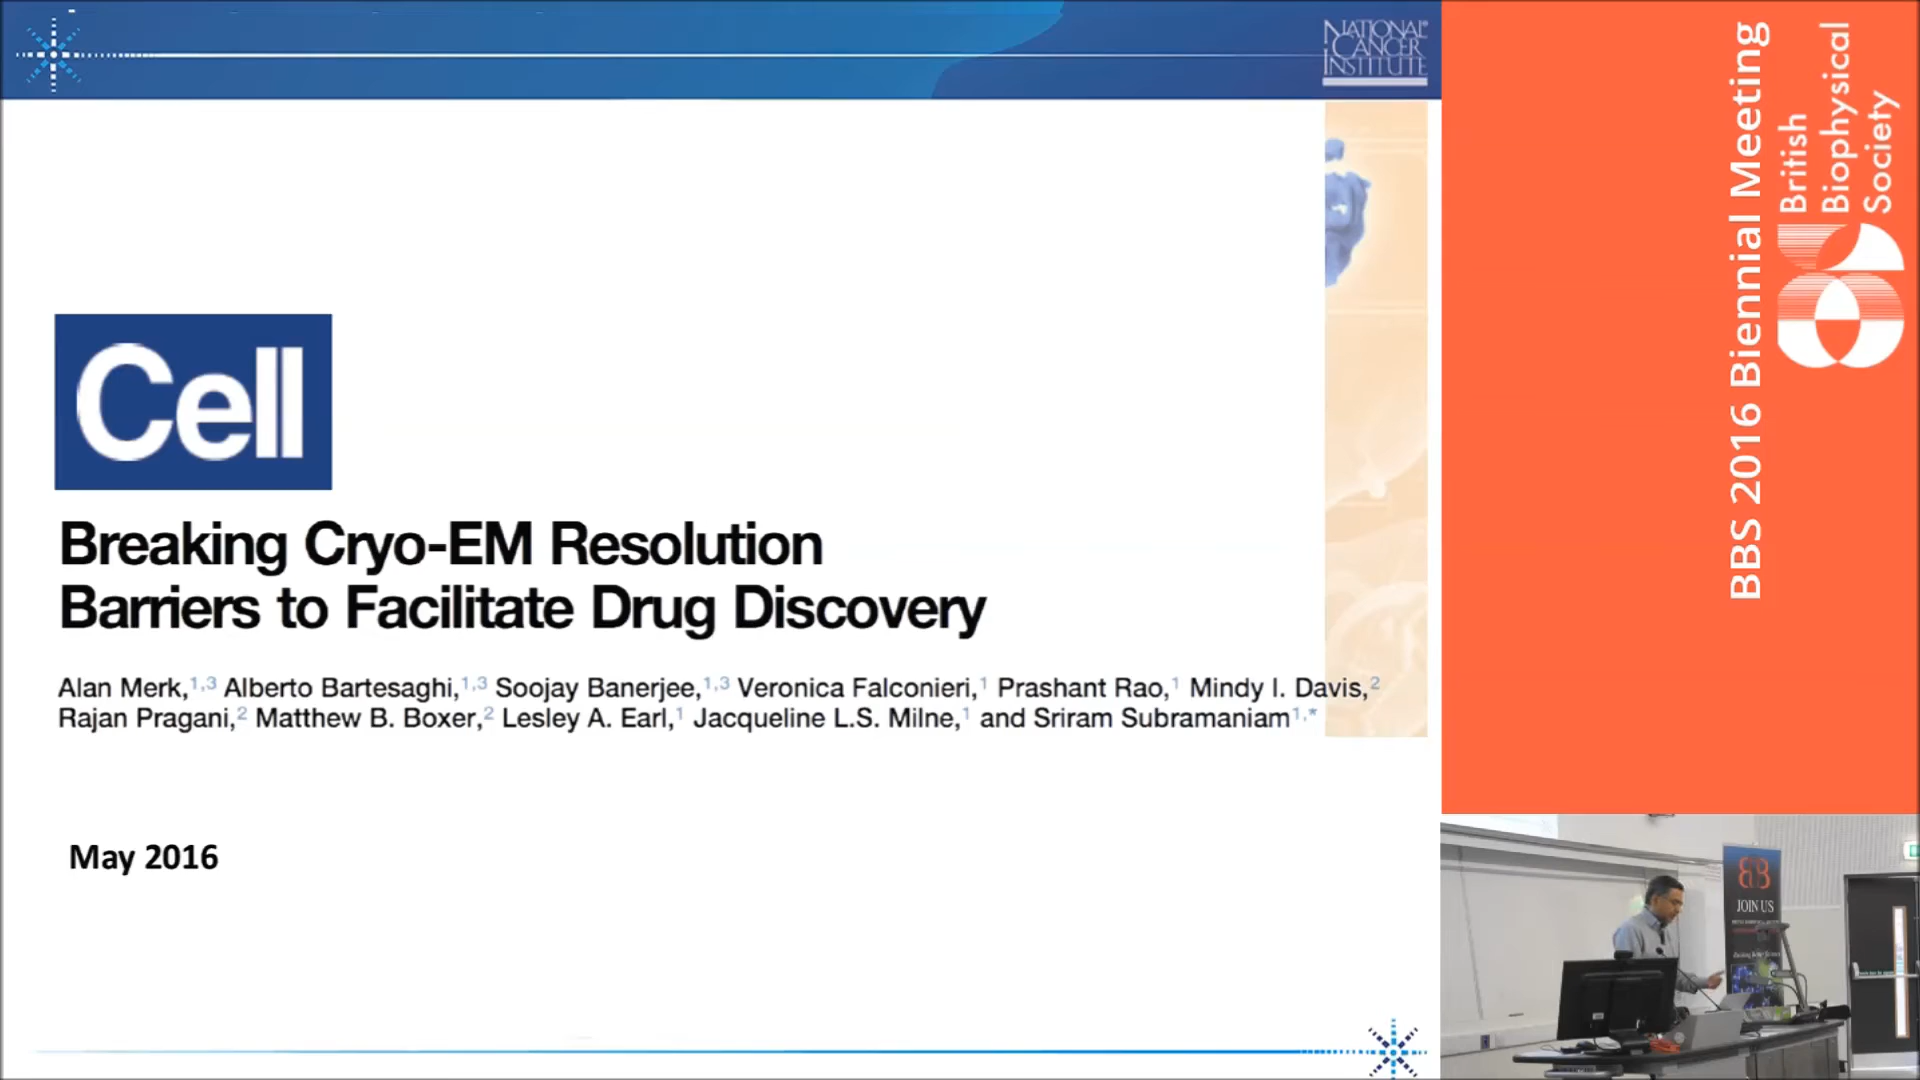 NATIONAL
CANCER
INSTITUTE
Cell
Breaking Cryo-EM Resolution
Barriers to Facilitate Drug Discovery
Alan Merk,1,3 Alberto Bartesaghi,1,3 Soojay Banerjee,1,3 Veronica Falconieri,1 Prashant Rao,1 Mindy I. Davis,2
Rajan Pragani,2 Matthew B. Boxer,2 Lesley A. Earl,1 Jacqueline L.S. Milne,1 and Sriram Subramaniam1,*
May 2016
BBS 2016 Biennial Meeting
British
Biophysical
Society
JOIN US